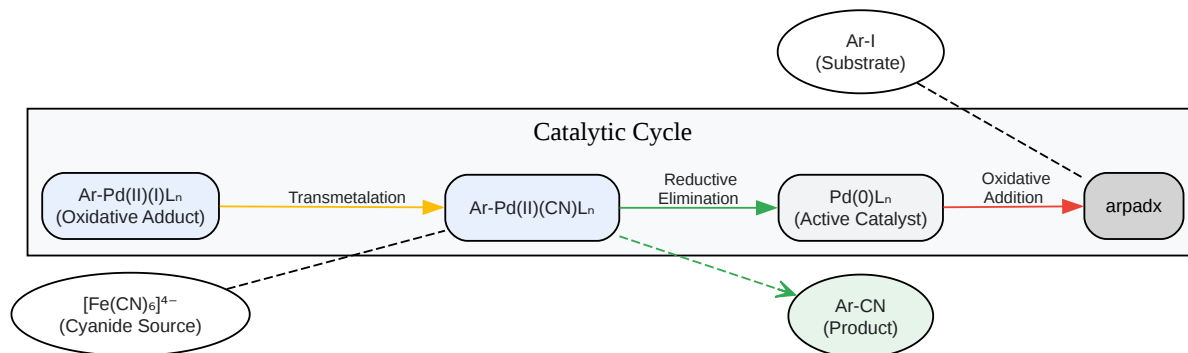 Ar-I
(Substrate)
Catalytic Cycle
Ar-Pd(II)(I)Lₙ
(Oxidative Adduct)
Transmetalation
Ar-Pd(II)(CN)Lₙ
Reductive
Elimination
Pd(0)Lₙ
(Active Catalyst)
Oxidative
Addition
arpadx
[Fe(CN)₆]⁴⁻
(Cyanide Source)
Ar-CN
(Product)